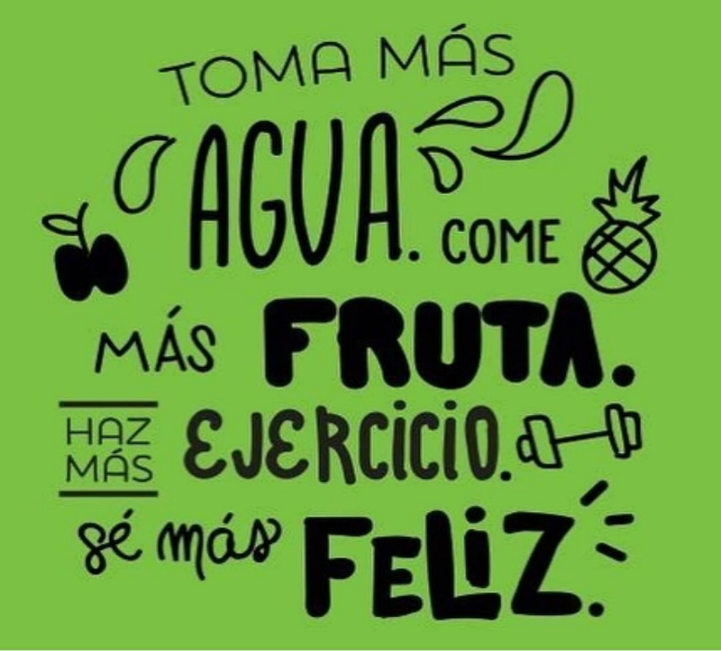 TOMA MÁS
AGUA. COME
MÁS FRUTA.
HAZ
MÁS
EJERCICIO.
sé más FELIZ.